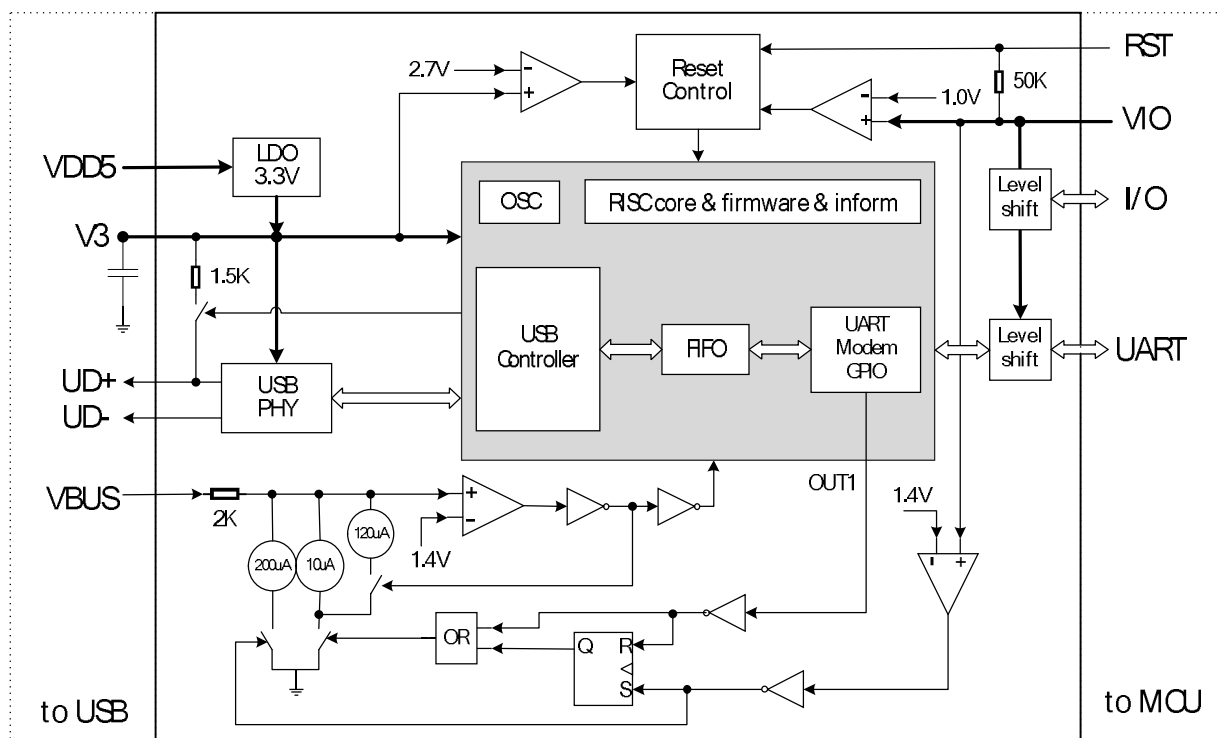 RST
2.7V
-
+
Reset
Control
50K
-
1.0V
+
VIO
VDD5
LDO
3.3V
OSC
RISC core & firmware & inform
Level
shift
I/O
V3
1.5K
USB
Controller
FIFO
UART
Modem
GPIO
Level
shift
UART
UD+
UD-
USB
PHY
VBUS
2K
+
-
1.4V
OUT1
1.4V
120uA
200uA
10uA
-
+
OR
Q
R
S
to USB
to MCU